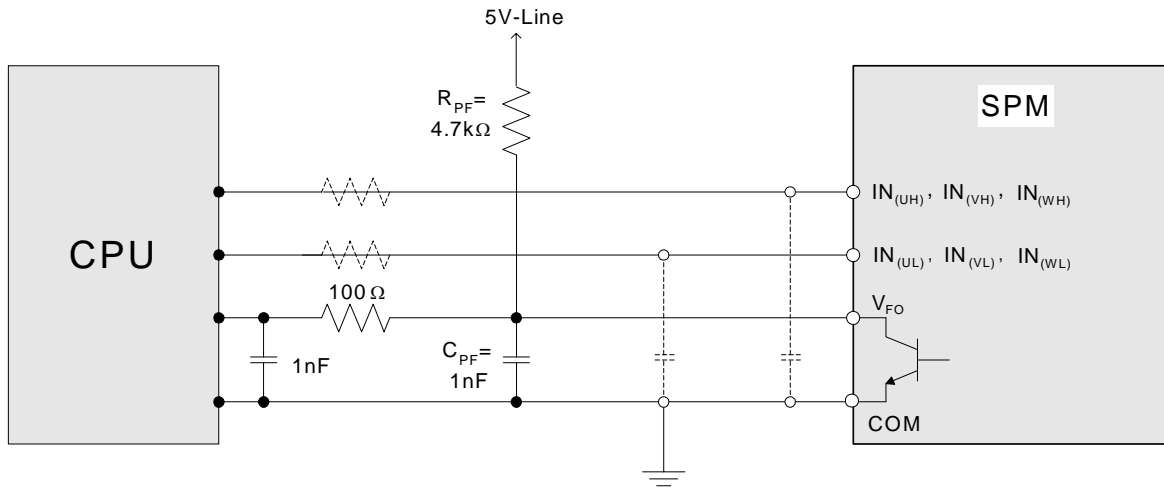 5V-Line
R_PF=
4.7kΩ
SPM
CPU
IN_(UH), IN_(VH), IN_(WH)
IN_(UL), IN_(VL), IN_(WL)
100Ω
V_FO
1nF
C_PF=
1nF
COM